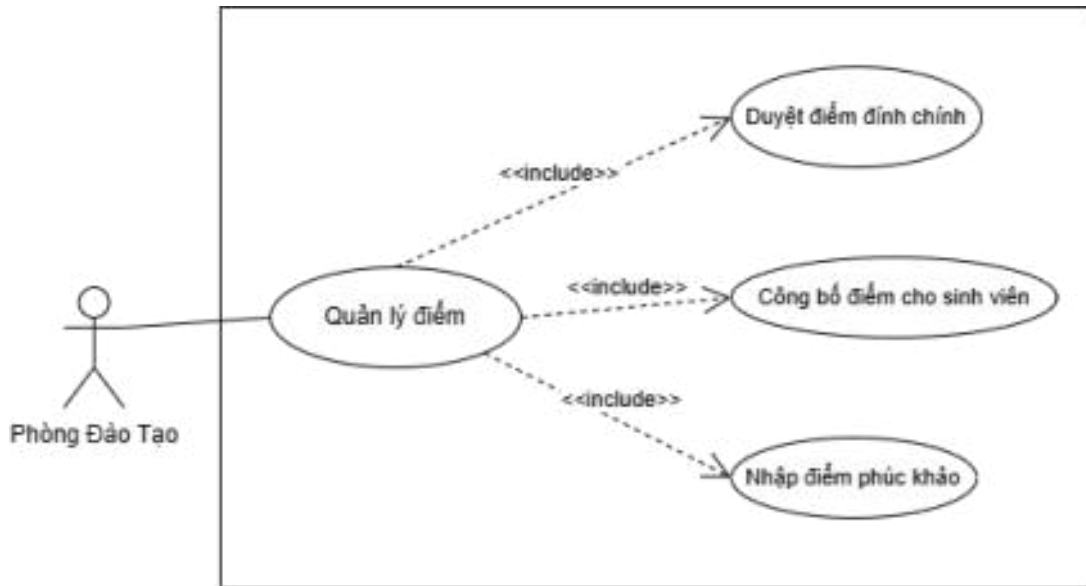 Duyệt điểm đính chính
<<include>>
<<include>>
Công bố điểm cho sinh viên
Quản lý điểm
<<include>>
Phòng Đào Tạo
Nhập điểm phúc khảo